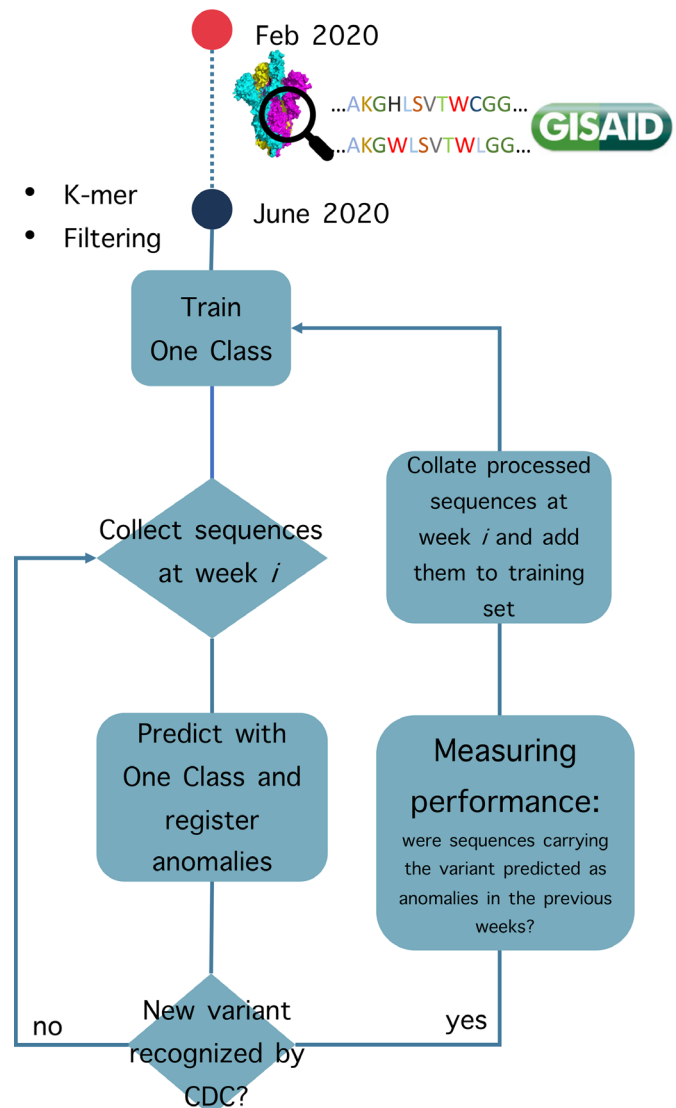 Feb 2020
...AKGHLSVTWCGG...
GISAID
...AKGWLSVTWLGG...
• K-mer
June 2020
• Filtering
Train
One Class
Collate processed
sequences at
week i and add
them to training
set
Collect sequences
at week i
Predict with
One Class and
register
anomalies
Measuring
performance:
were sequences carrying
the variant predicted as
anomalies in the previous
weeks?
no
New variant
recognized by
CDC?
yes